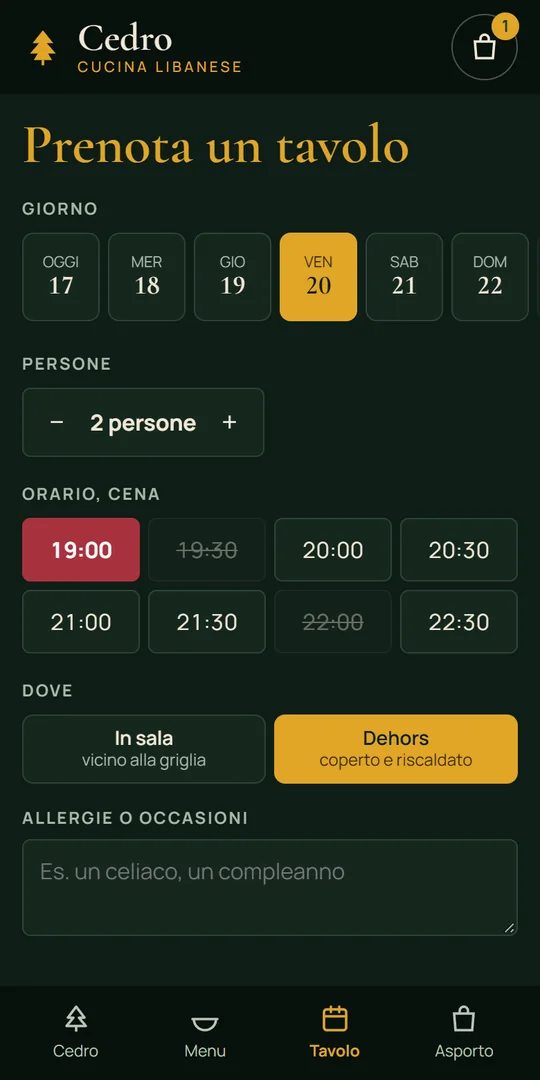 Cedro
CUCINA LIBANESE
1
Prenota un tavolo
GIORNO
OGGI MER GIO VEN SAB DOM
17 18 19 20 21 22
PERSONE
− 2 persone +
ORARIO, CENA
19:00 19:30 20:00 20:30
21:00 21:30 22:00 22:30
DOVE
In sala Dehors
vicino alla griglia coperto e riscaldato
ALLERGIE O OCCASIONI
Es. un celiaco, un compleanno
Cedro Menu Tavolo Asporto